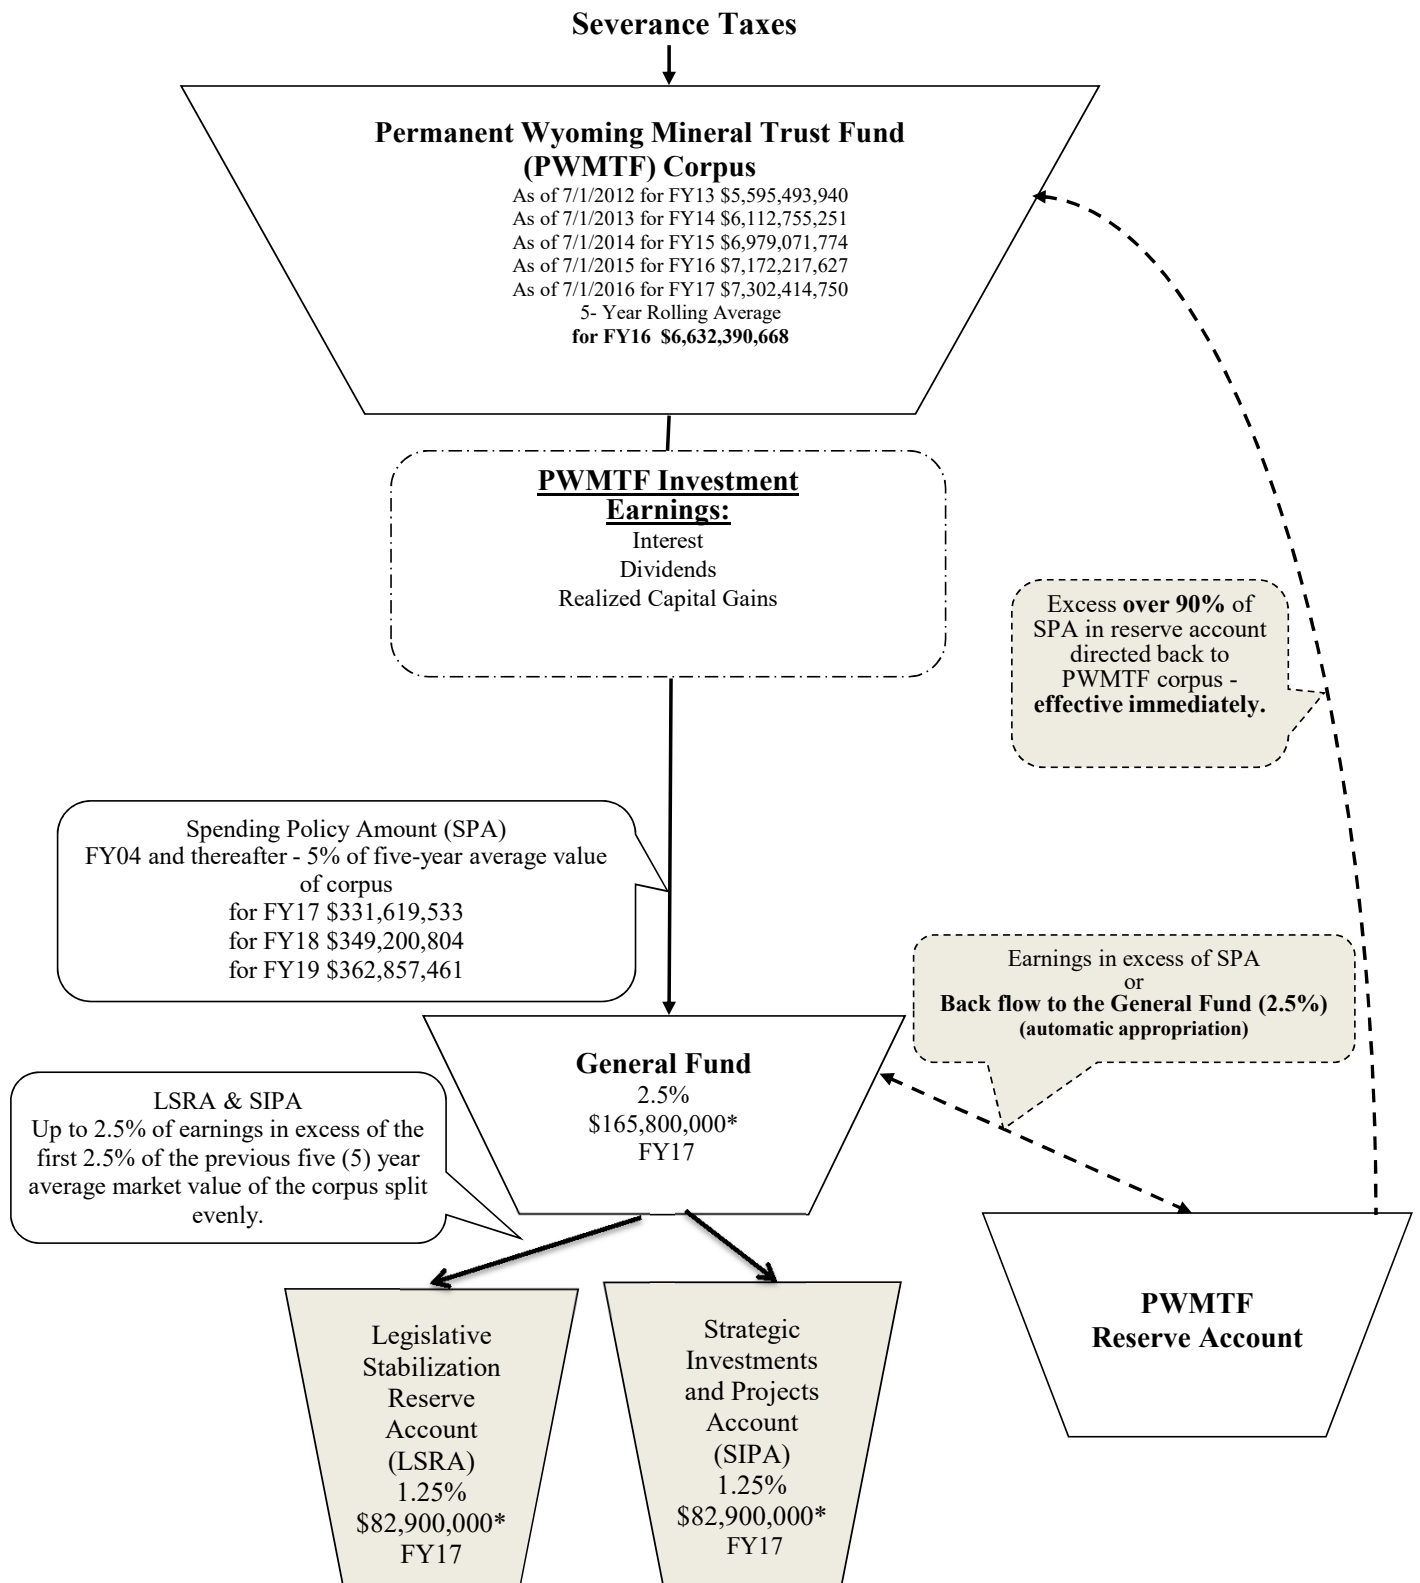 Severance Taxes
Permanent Wyoming Mineral Trust Fund
(PWMTF) Corpus
As of 7/1/2012 for FY13 $5,595,493,940
As of 7/1/2013 for FY14 $6,112,755,251
As of 7/1/2014 for FY15 $6,979,071,774
As of 7/1/2015 for FY16 $7,172,217,627
As of 7/1/2016 for FY17 $7,302,414,750
5- Year Rolling Average
for FY16 $6,632,390,668
PWMTF Investment
Earnings:
Interest
Dividends
Realized Capital Gains
Excess over 90% of
SPA in reserve account
directed back to
PWMTF corpus -
effective immediately.
Spending Policy Amount (SPA)
FY04 and thereafter - 5% of five-year average value
of corpus
for FY17 $331,619,533
for FY18 $349,200,804
for FY19 $362,857,461
Earnings in excess of SPA
or
Back flow to the General Fund (2.5%)
(automatic appropriation)
General Fund
2.5%
$165,800,000*
FY17
LSRA & SIPA
Up to 2.5% of earnings in excess of the
first 2.5% of the previous five (5) year
average market value of the corpus split
evenly.
PWMTF
Reserve Account
Legislative
Stabilization
Reserve
Account
(LSRA)
1.25%
$82,900,000*
FY17
Strategic
Investments
and Projects
Account
(SIPA)
1.25%
$82,900,000*
FY17